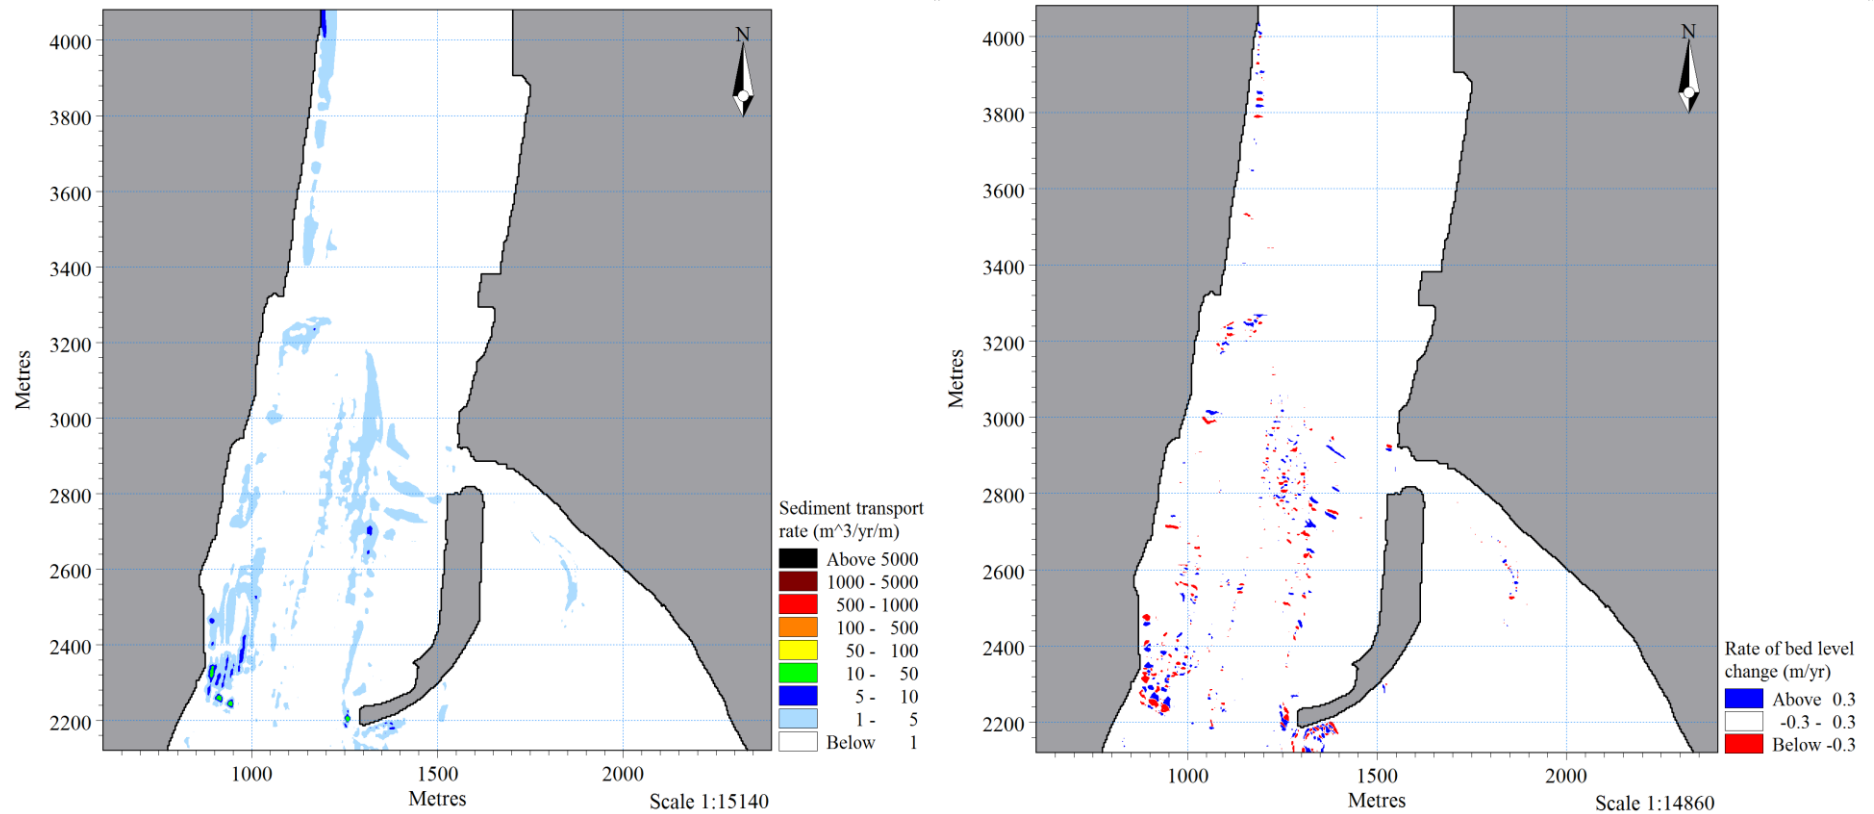 N
4000
3800
3600
3400
3200
3000
2800
2600
2400
2200
Metres
1000
1500
2000
Metres
Scale 1:15140
Sediment transport
rate (m^3/yr/m)
Above 5000
1000 - 5000
500 - 1000
100 - 500
50 - 100
10 - 50
5 - 10
1 - 5
Below 1
N
4000
3800
3600
3400
3200
3000
2800
2600
2400
2200
Metres
1000
1500
2000
Metres
Scale 1:14860
Rate of bed level
change (m/yr)
Above 0.3
-0.3 - 0.3
Below -0.3